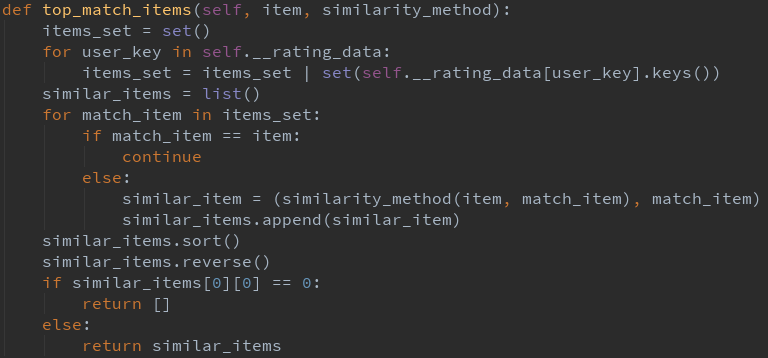 def top_match_items(self, item, similarity_method):
    items_set = set()
    for user_key in self.__rating_data:
        items_set = items_set | set(self.__rating_data[user_key].keys())
    similar_items = list()
    for match_item in items_set:
        if match_item == item:
            continue
        else:
            similar_item = (similarity_method(item, match_item), match_item)
            similar_items.append(similar_item)
    similar_items.sort()
    similar_items.reverse()
    if similar_items[0][0] == 0:
        return []
    else:
        return similar_items